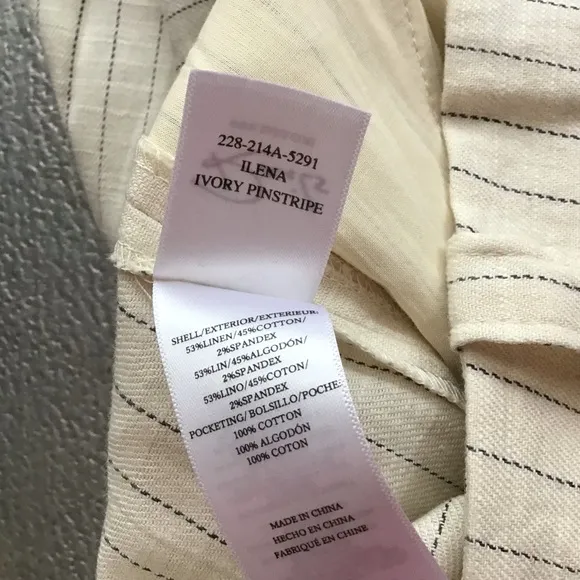 228-214A-5291
ILENA
IVORY PINSTRIPE
SHELL/EXTERIOR/EXTERIEUR:
53%LINEN/45%COTTON/
2%SPANDEX
53%LIN/45%ALGODÓN/
2%SPANDEX
53%LINO/45%COTON/
2%SPANDEX
POCKETING/BOLSILLO/POCHE:
100% COTTON
100% ALGODÓN
100% COTON
MADE IN CHINA
HECHO EN CHINA
FABRIQUÉ EN CHINE